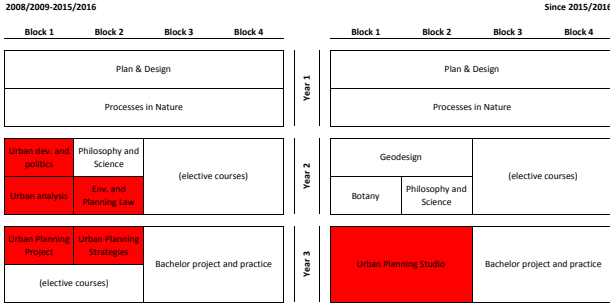 2008/2009-2015/2016
Since 2015/2016
Block 1 Block 2 Block 3 Block 4
Block 1 Block 2 Block 3 Block 4
Plan & Design
Processes in Nature
Year 1
Plan & Design
Processes in Nature
Urban dev. and
politics
Philosophy and
Science
(elective courses)
Urban analysis
Env. and
Planning Law
Year 2
Geodesign
(elective courses)
Botany
Philosophy and
Science
Urban Planning
Project
Urban Planning
Strategies
Bachelor project and practice
(elective courses)
Year 3
Urban Planning Studio
Bachelor project and practice